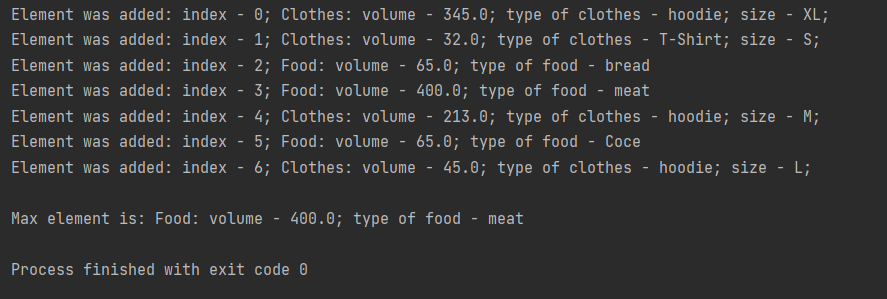 Element was added: index - 0; Clothes: volume - 345.0; type of clothes - hoodie; size - XL;
Element was added: index - 1; Clothes: volume - 32.0; type of clothes - T-Shirt; size - S;
Element was added: index - 2; Food: volume - 65.0; type of food - bread
Element was added: index - 3; Food: volume - 400.0; type of food - meat
Element was added: index - 4; Clothes: volume - 213.0; type of clothes - hoodie; size - M;
Element was added: index - 5; Food: volume - 65.0; type of food - Coce
Element was added: index - 6; Clothes: volume - 45.0; type of clothes - hoodie; size - L;
Max element is: Food: volume - 400.0; type of food - meat
Process finished with exit code 0